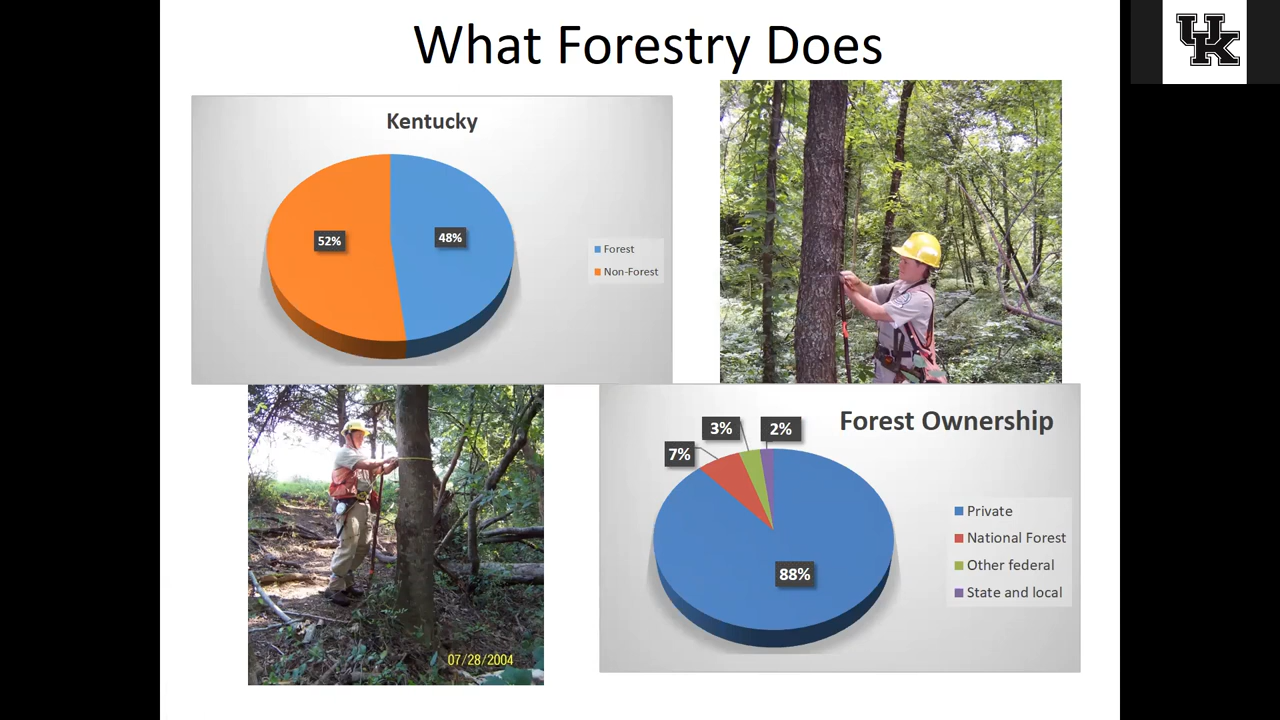 What Forestry Does
UK
Kentucky
52%
48%
Forest
Non-Forest
Forest Ownership
3%
2%
7%
88%
Private
National Forest
Other federal
State and local
07/28/2004